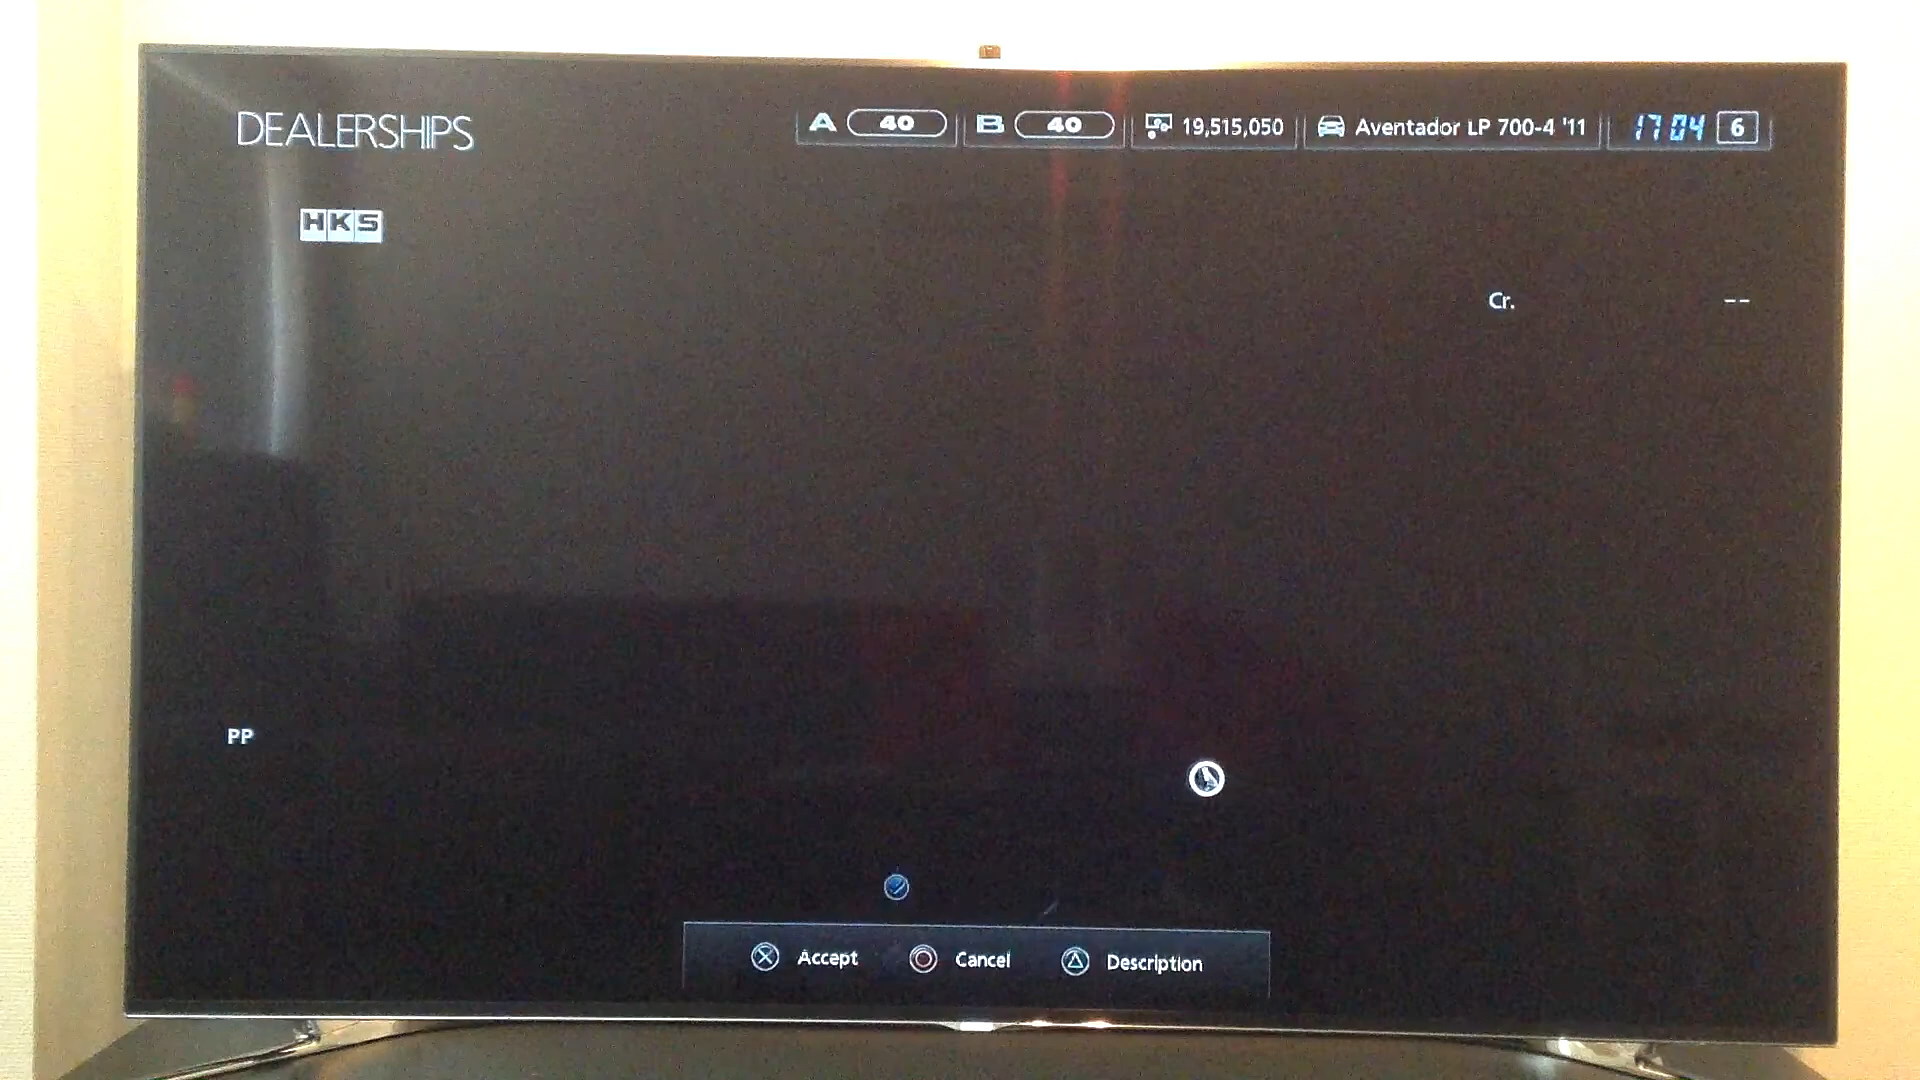 DEALERSHIPS
A 40 B 40 19,515,050 Aventador LP 700-4 '11 17 04 6
HKS
Cr. --
PP
Accept Cancel Description